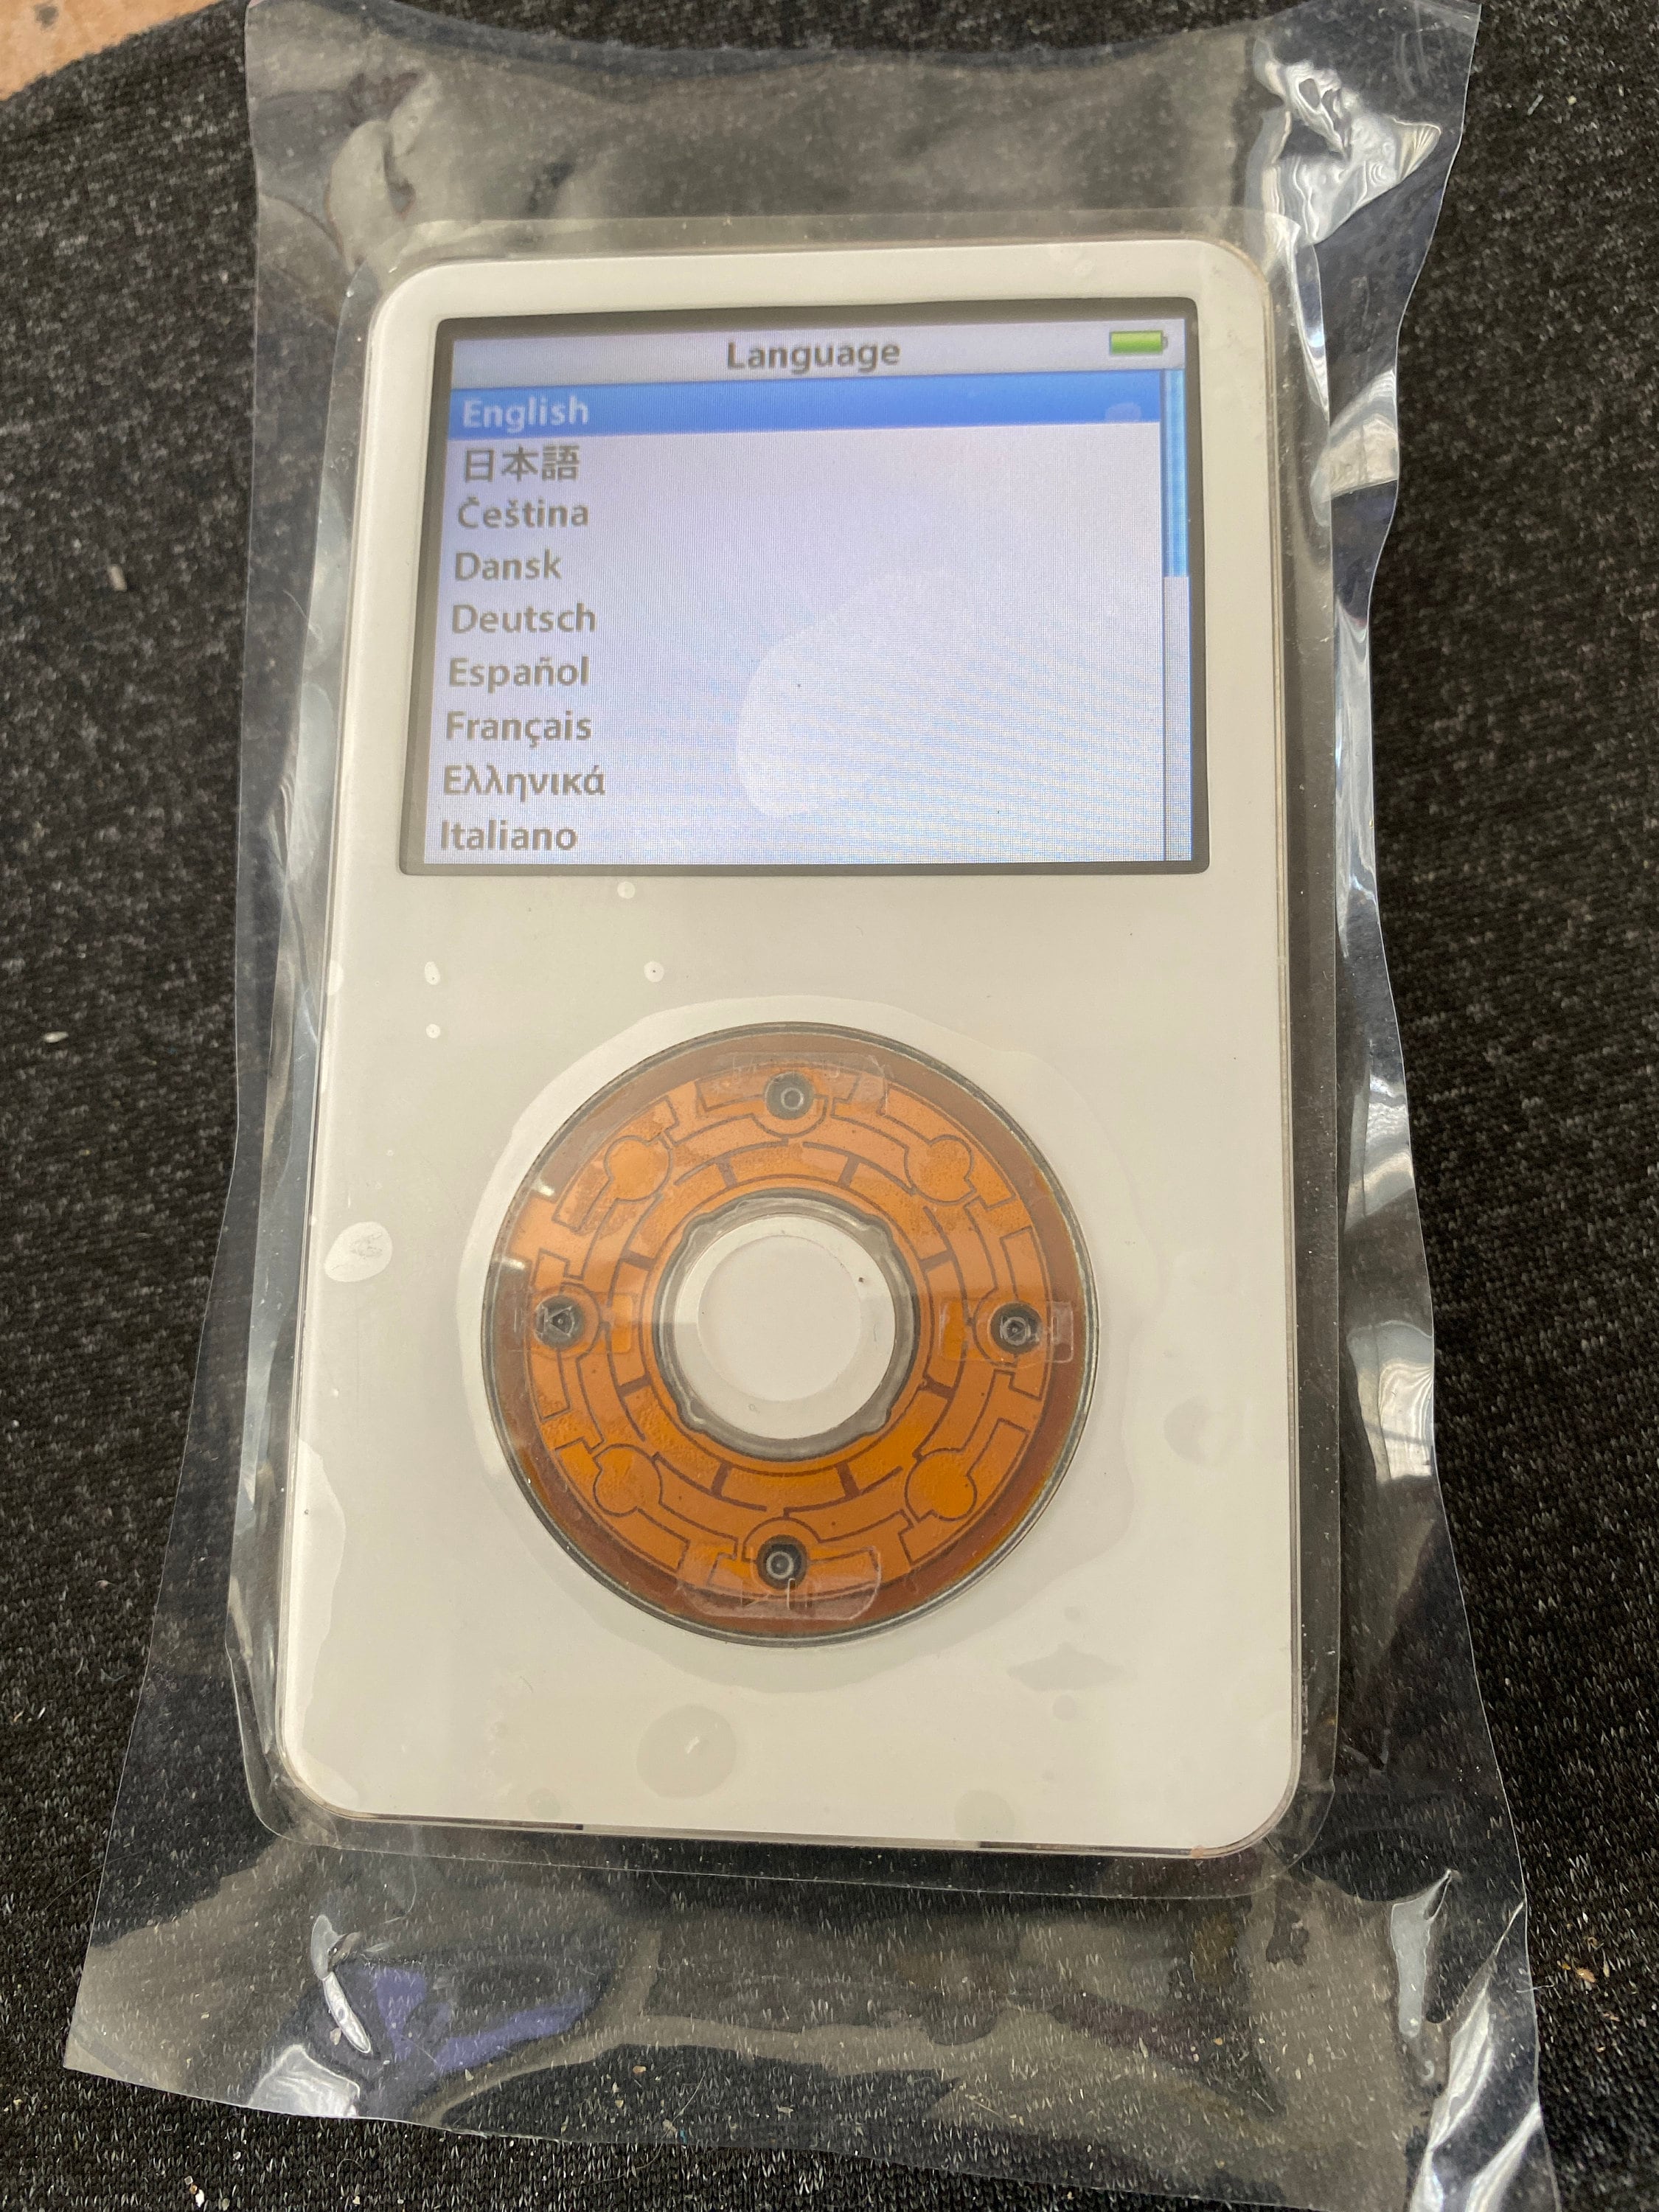 Language
English
日本語
Čeština
Dansk
Deutsch
Español
Français
Ελληνικά
Italiano